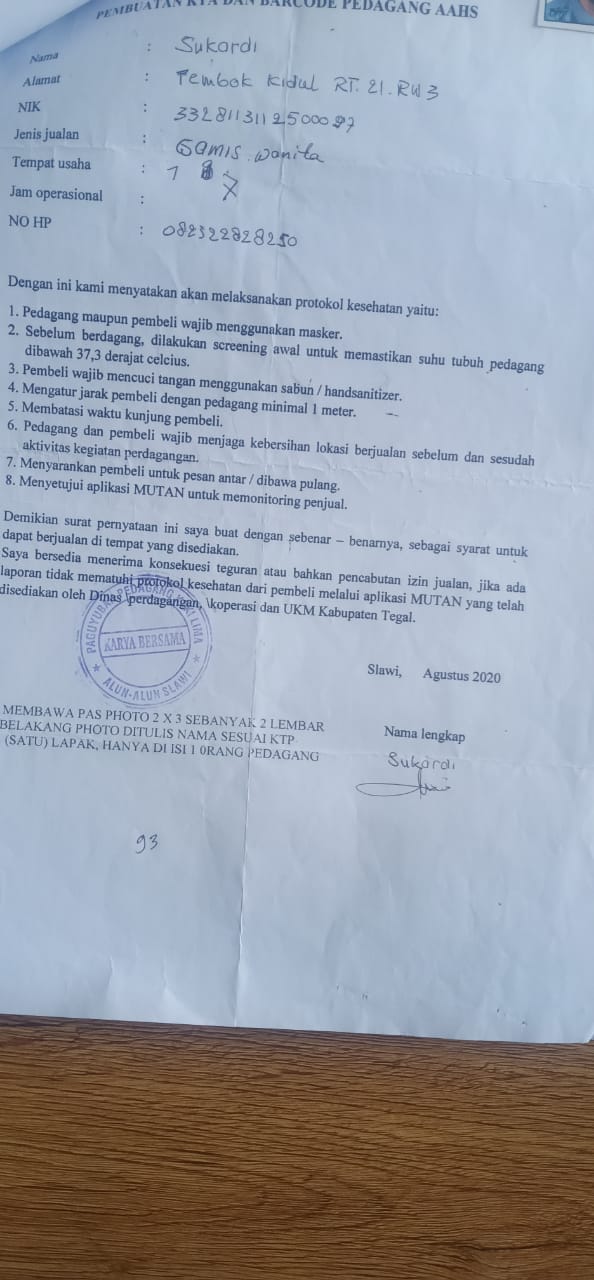 PEMBUATAN KTA DAN BARCODE PEDAGANG AAHS
Nama : Sukardi
Alamat : Tembok Kidul RT. 21. RW 3
NIK :
Jenis jualan : Gamis. wanita
Tempat usaha : 1 8 7
Jam operasional :
NO HP : 082322828250
Dengan ini kami menyatakan akan melaksanakan protokol kesehatan yaitu:
1. Pedagang maupun pembeli wajib menggunakan masker.
2. Sebelum berdagang, dilakukan screening awal untuk memastikan suhu tubuh pedagang
dibawah 37,3 derajat celcius.
3. Pembeli wajib mencuci tangan menggunakan sabun / handsanitizer.
4. Mengatur jarak pembeli dengan pedagang minimal 1 meter.
5. Membatasi waktu kunjung pembeli.
6. Pedagang dan pembeli wajib menjaga kebersihan lokasi berjualan sebelum dan sesudah
aktivitas kegiatan perdagangan.
7. Menyarankan pembeli untuk pesan antar / dibawa pulang.
8. Menyetujui aplikasi MUTAN untuk memonitoring penjual.
Demikian surat pernyataan ini saya buat dengan sebenar – benarnya, sebagai syarat untuk
dapat berjualan di tempat yang disediakan.
Saya bersedia menerima konsekuesi teguran atau bahkan pencabutan izin jualan, jika ada
laporan tidak mematuhi protokol kesehatan dari pembeli melalui aplikasi MUTAN yang telah
disediakan oleh Dinas \perdagangan, \koperasi dan UKM Kabupaten Tegal.
PAGUYUBAN PEDAGANG KAKI LIMA
KARYA BERSAMA
ALUN-ALUN SLAWI
Slawi, Agustus 2020
MEMBAWA PAS PHOTO 2 X 3 SEBANYAK 2 LEMBAR
BELAKANG PHOTO DITULIS NAMA SESUAI KTP
(SATU) LAPAK, HANYA DI ISI 1 0RANG PEDAGANG
Nama lengkap
Sukardi
93